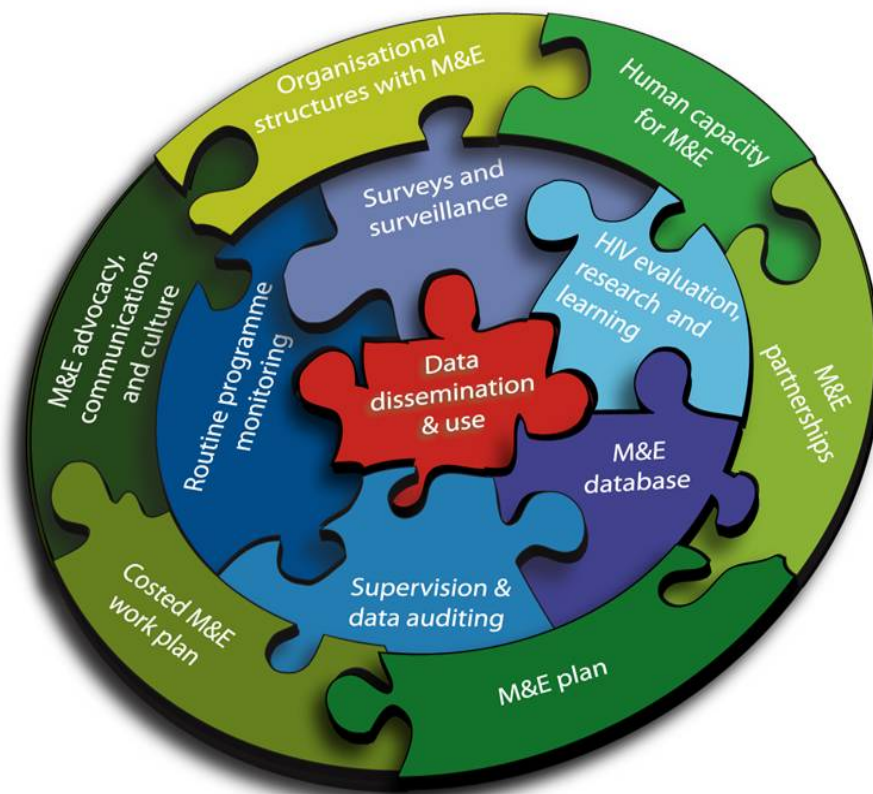 Organisational
structures with M&E
Human capacity
for M&E
M&E
partnerships
M&E plan
Costed M&E
work plan
M&E advocacy,
communications
and culture
Surveys and
surveillance
HIV evaluation,
research and
learning
M&E
database
Supervision &
data auditing
Routine programme
monitoring
Data
dissemination
& use